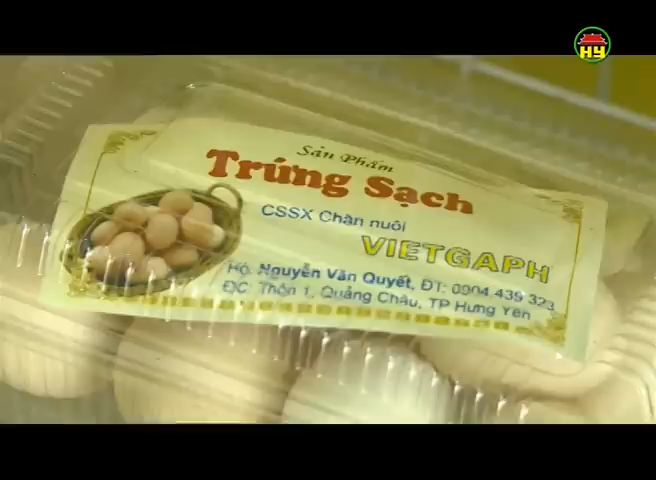 HY
Sản Phẩm
Trứng Sạch
CSSX Chăn nuôi
VIETGAPH
Hộ. Nguyễn Văn Quyết, ĐT: 0904.439 323
ĐC: Thôn 1, Quảng Châu, TP Hưng Yên